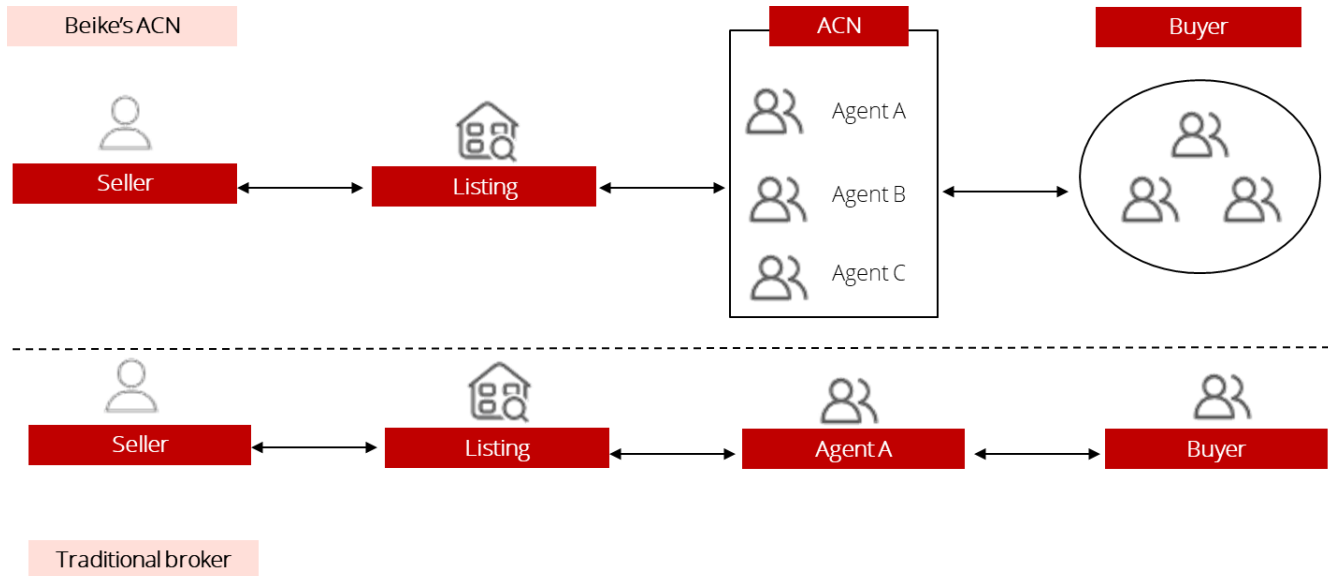 Beike’s ACN
ACN
Buyer
Agent A
Seller
Listing
Agent B
Agent C
Seller
Listing
Agent A
Buyer
Traditional broker